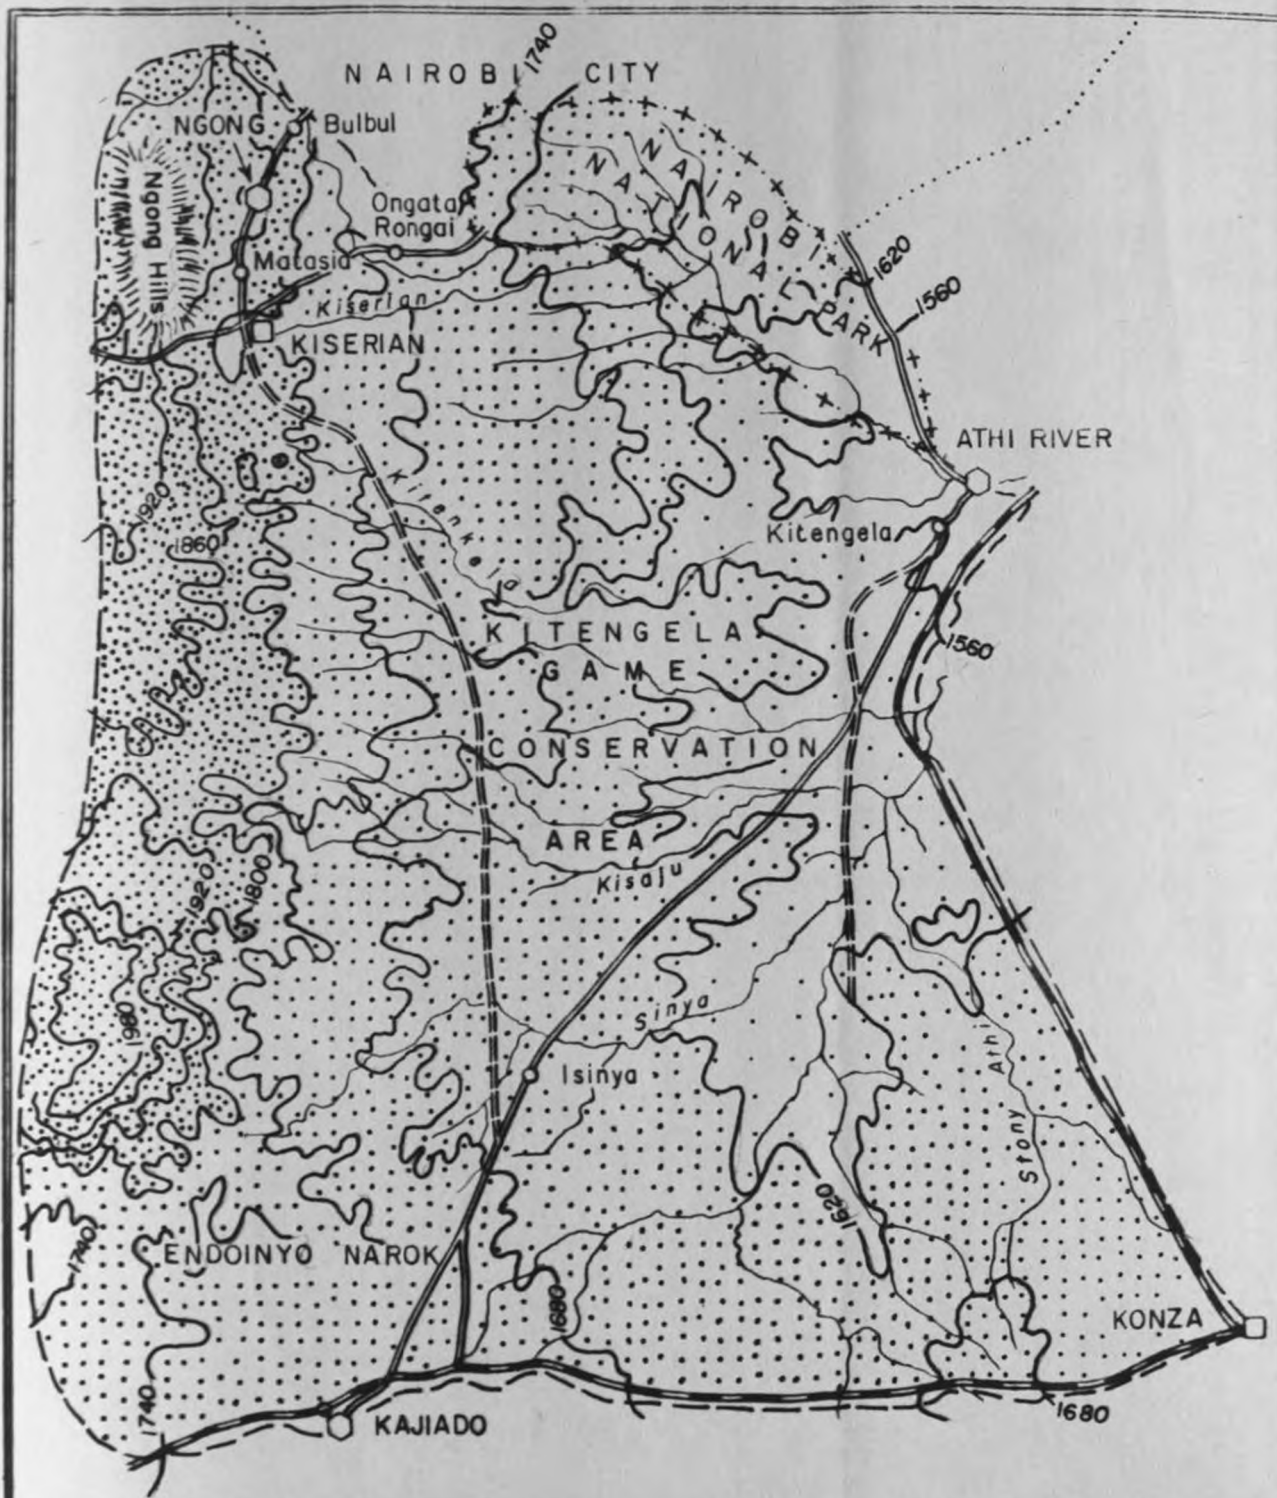 NAIROBI CITY
1740
NGONG
Bulbul
NAIROBI
NATIONAL PARK
Ngong Hills
Ongata
Rongai
Matasia
Kiserian
KISERIAN
1620
1560
ATHI RIVER
Kitenkela
1920
1860
Kitengela
KITENGELA
GAME
CONSERVATION
AREA
1560
Kisaju
1920
1800
1980
Sinya
Isinya
Stony Athi
1620
1740
ENDOINYO NAROK
1680
KONZA
1740
KAJIADO
1680